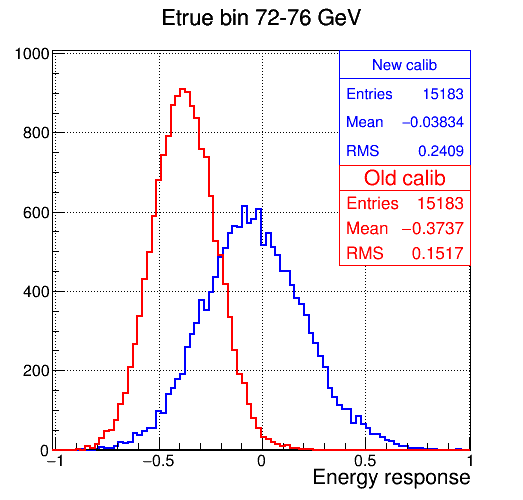 Etrue bin 72-76 GeV
1000
800
600
400
200
0
−1
−0.5
0
0.5
1
Energy response
New calib
Entries 15183
Mean −0.03834
RMS 0.2409
Old calib
Entries 15183
Mean −0.3737
RMS 0.1517